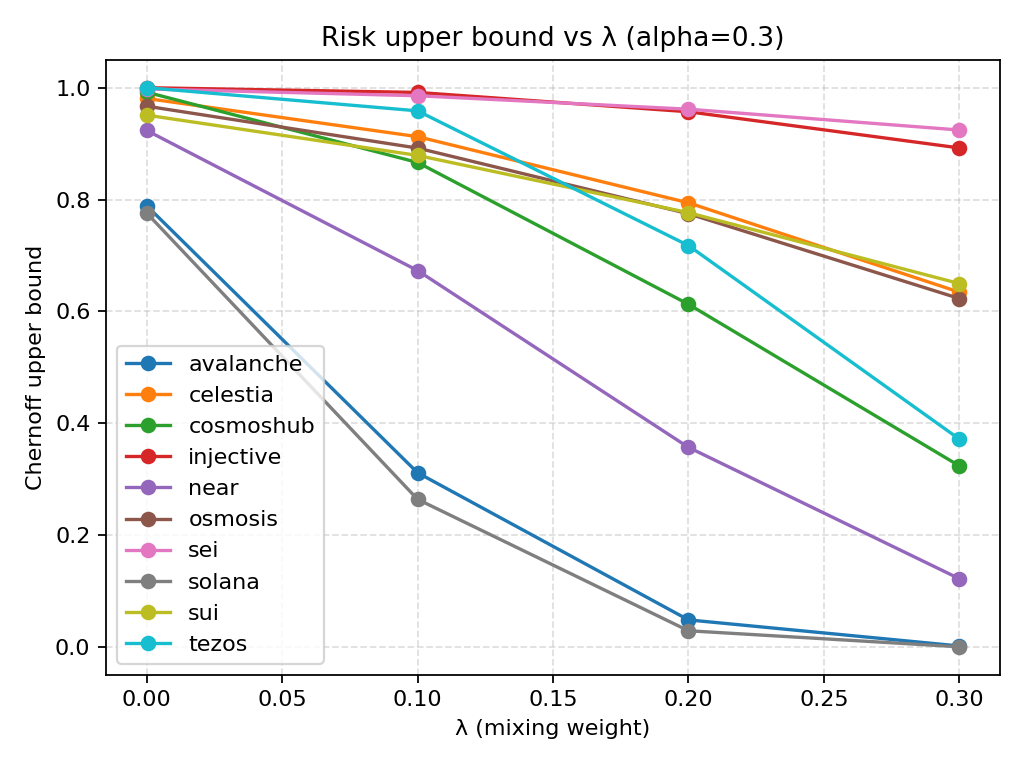 Risk upper bound vs λ (alpha=0.3)
Chernoff upper bound
1.0
0.8
0.6
0.4
0.2
0.0
avalanche
celestia
cosmoshub
injective
near
osmosis
sei
solana
sui
tezos
0.00 0.05 0.10 0.15 0.20 0.25 0.30
λ (mixing weight)